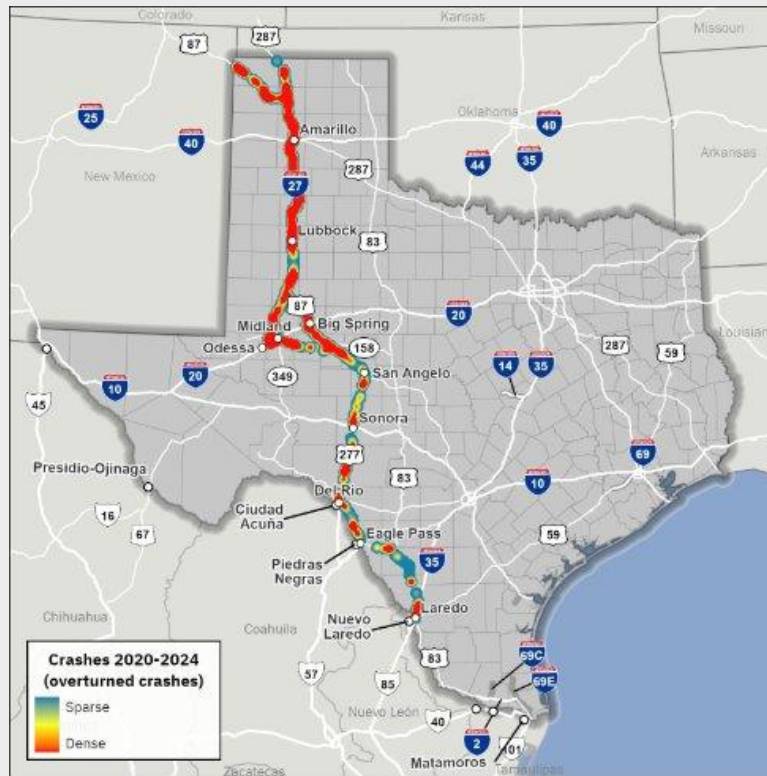 Colorado
Kansas
Missouri
87
287
25
40
Oklahoma
40
44
35
Arkansas
Amarillo
New Mexico
27
287
83
Lubbock
87
Big Spring
20
Midland
Odessa
158
Louisian
287
59
San Angelo
14
35
349
20
10
45
Sonora
277
83
10
69
Presidio-Ojinaga
Del Rio
16
Ciudad
Acuña
67
59
Eagle Pass
Piedras
Negras
35
Chihuahua
Coahuila
Laredo
Nuevo
Laredo
83
69C
69E
57
85
Nuevo León
40
2
Matamoros
101
Tamaulipas
Zacatecas
Crashes 2020-2024
(overturned crashes)
Sparse
Dense